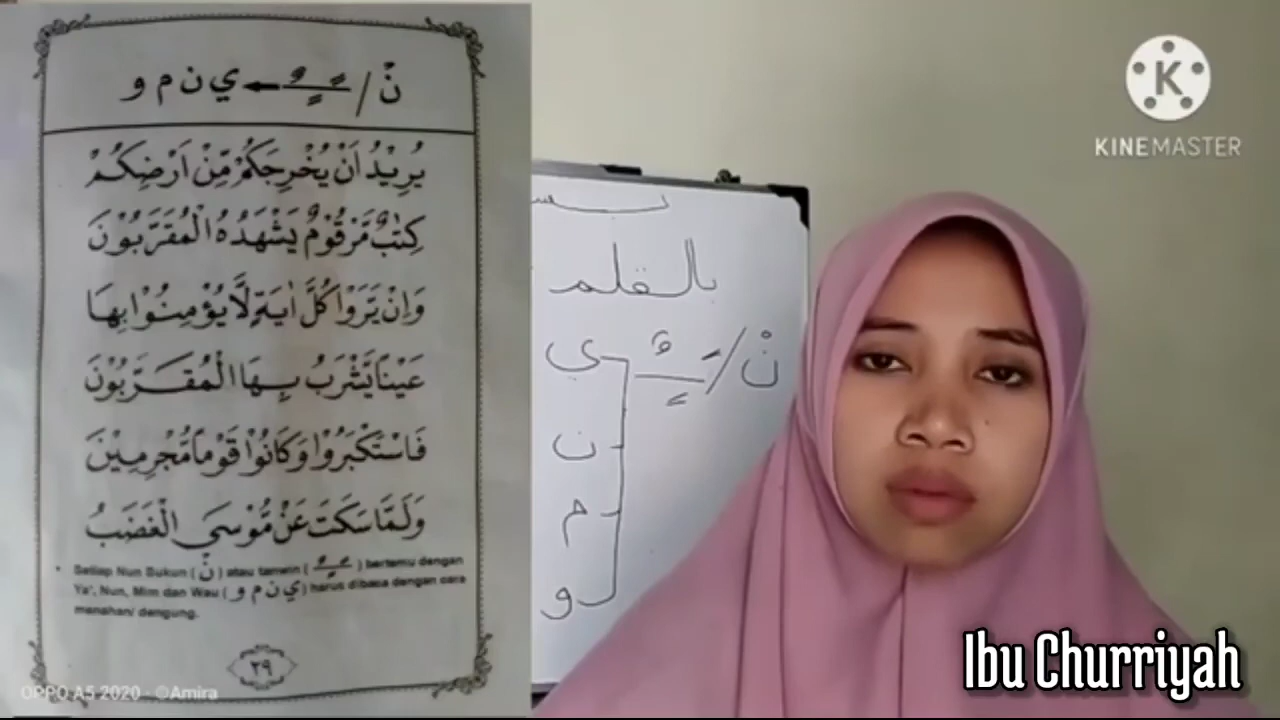 نْ / ـًـٍـٌ ← ي ن م و
يُرِيْدُ اَنْ يُخْرِجَكُمْ مِّنْ اَرْضِكُمْ
كِتٰبٌ مَّرْقُوْمٌ يَشْهَدُهُ الْمُقَرَّبُوْنَ
وَاِنْ يَّرَوْا كُلَّ اٰيَةٍ لَّا يُؤْمِنُوْا بِهَا
عَيْنًا يَّشْرَبُ بِهَا الْمُقَرَّبُوْنَ
فَاسْتَكْبَرُوْا وَكَانُوْا قَوْمًا مُّجْرِمِيْنَ
وَلَمَّا سَكَتَ عَنْ مُّوْسَى الْغَضَبُ
• Setiap Nun Sukun ( نْ ) atau tanwin ( ـًـٍـٌ ) bertemu dengan
Ya', Nun, Mim dan Wau ( ي ن م و ) harus dibaca dengan cara
menahan/ dengung.
٢٩
OPPO A5 2020 · ©Amira
بالقلم
نْ / ـًـٍـٌ ي
ن
م
و
K
KINEMASTER
Ibu Churriyah